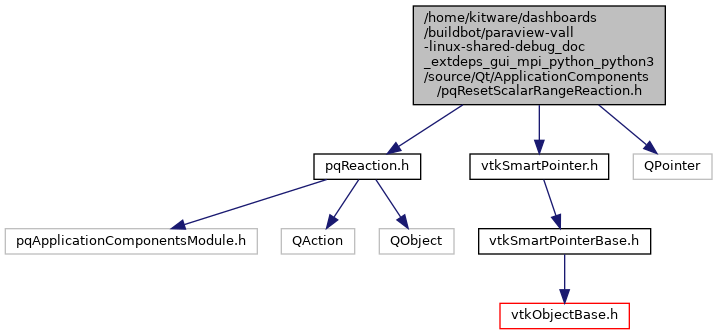 /home/kitware/dashboards
/buildbot/paraview-vall
-linux-shared-debug_doc
_extdeps_gui_mpi_python_python3
/source/Qt/ApplicationComponents
/pqResetScalarRangeReaction.h
pqReaction.h
vtkSmartPointer.h
QPointer
pqApplicationComponentsModule.h
QAction
QObject
vtkSmartPointerBase.h
vtkObjectBase.h